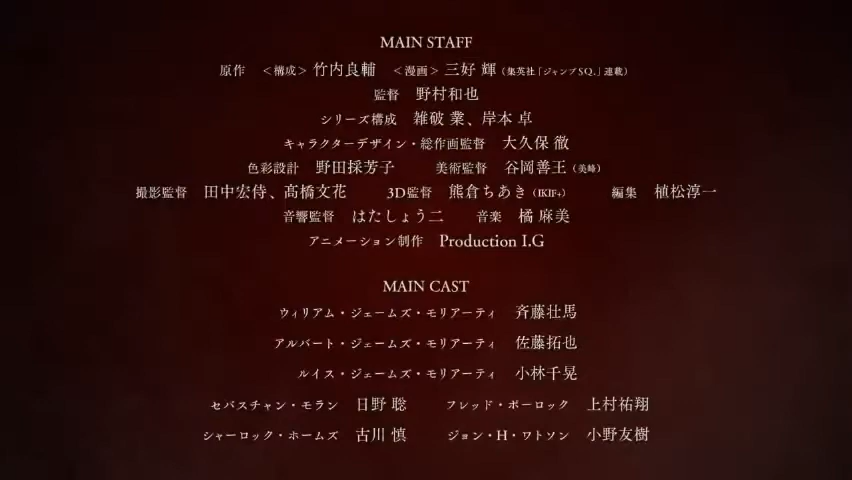 MAIN STAFF
原作 <構成> 竹内良輔 <漫画> 三好 輝 (集英社「ジャンプSQ.」連載)
監督 野村和也
シリーズ構成 雑破 業、岸本 卓
キャラクターデザイン・総作画監督 大久保 徹
色彩設計 野田採芳子 美術監督 谷岡善王 (美峰)
撮影監督 田中宏侍、髙橋文花 3D監督 熊倉ちあき (IKIF+) 編集 植松淳一
音響監督 はたしょう二 音楽 橘 麻美
アニメーション制作 Production I.G
MAIN CAST
ウィリアム・ジェームズ・モリアーティ 斉藤壮馬
アルバート・ジェームズ・モリアーティ 佐藤拓也
ルイス・ジェームズ・モリアーティ 小林千晃
セバスチャン・モラン 日野 聡 フレッド・ポーロック 上村祐翔
シャーロック・ホームズ 古川 慎 ジョン・H・ワトソン 小野友樹